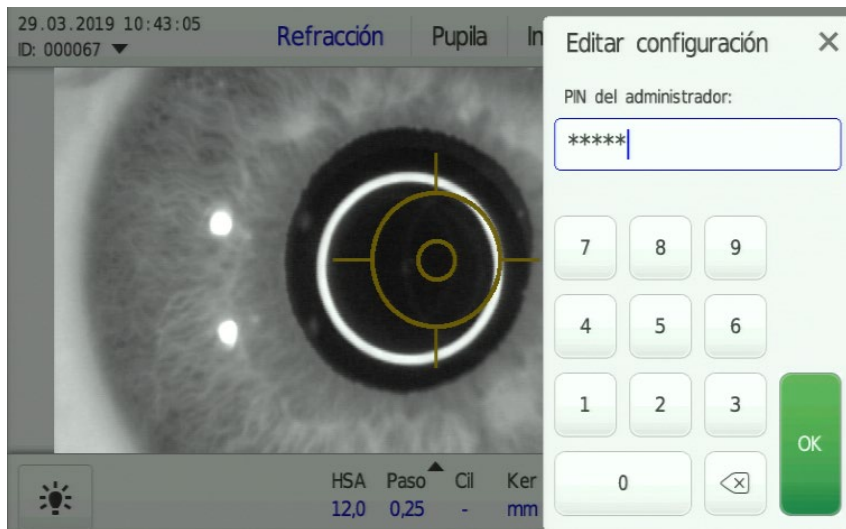 29.03.2019 10:43:05
ID: 000067
Refracción Pupila In
Editar configuración
PIN del administrador:
*****
7 8 9
4 5 6
1 2 3
0
OK
HSA Paso Cil Ker
12,0 0,25 - mm